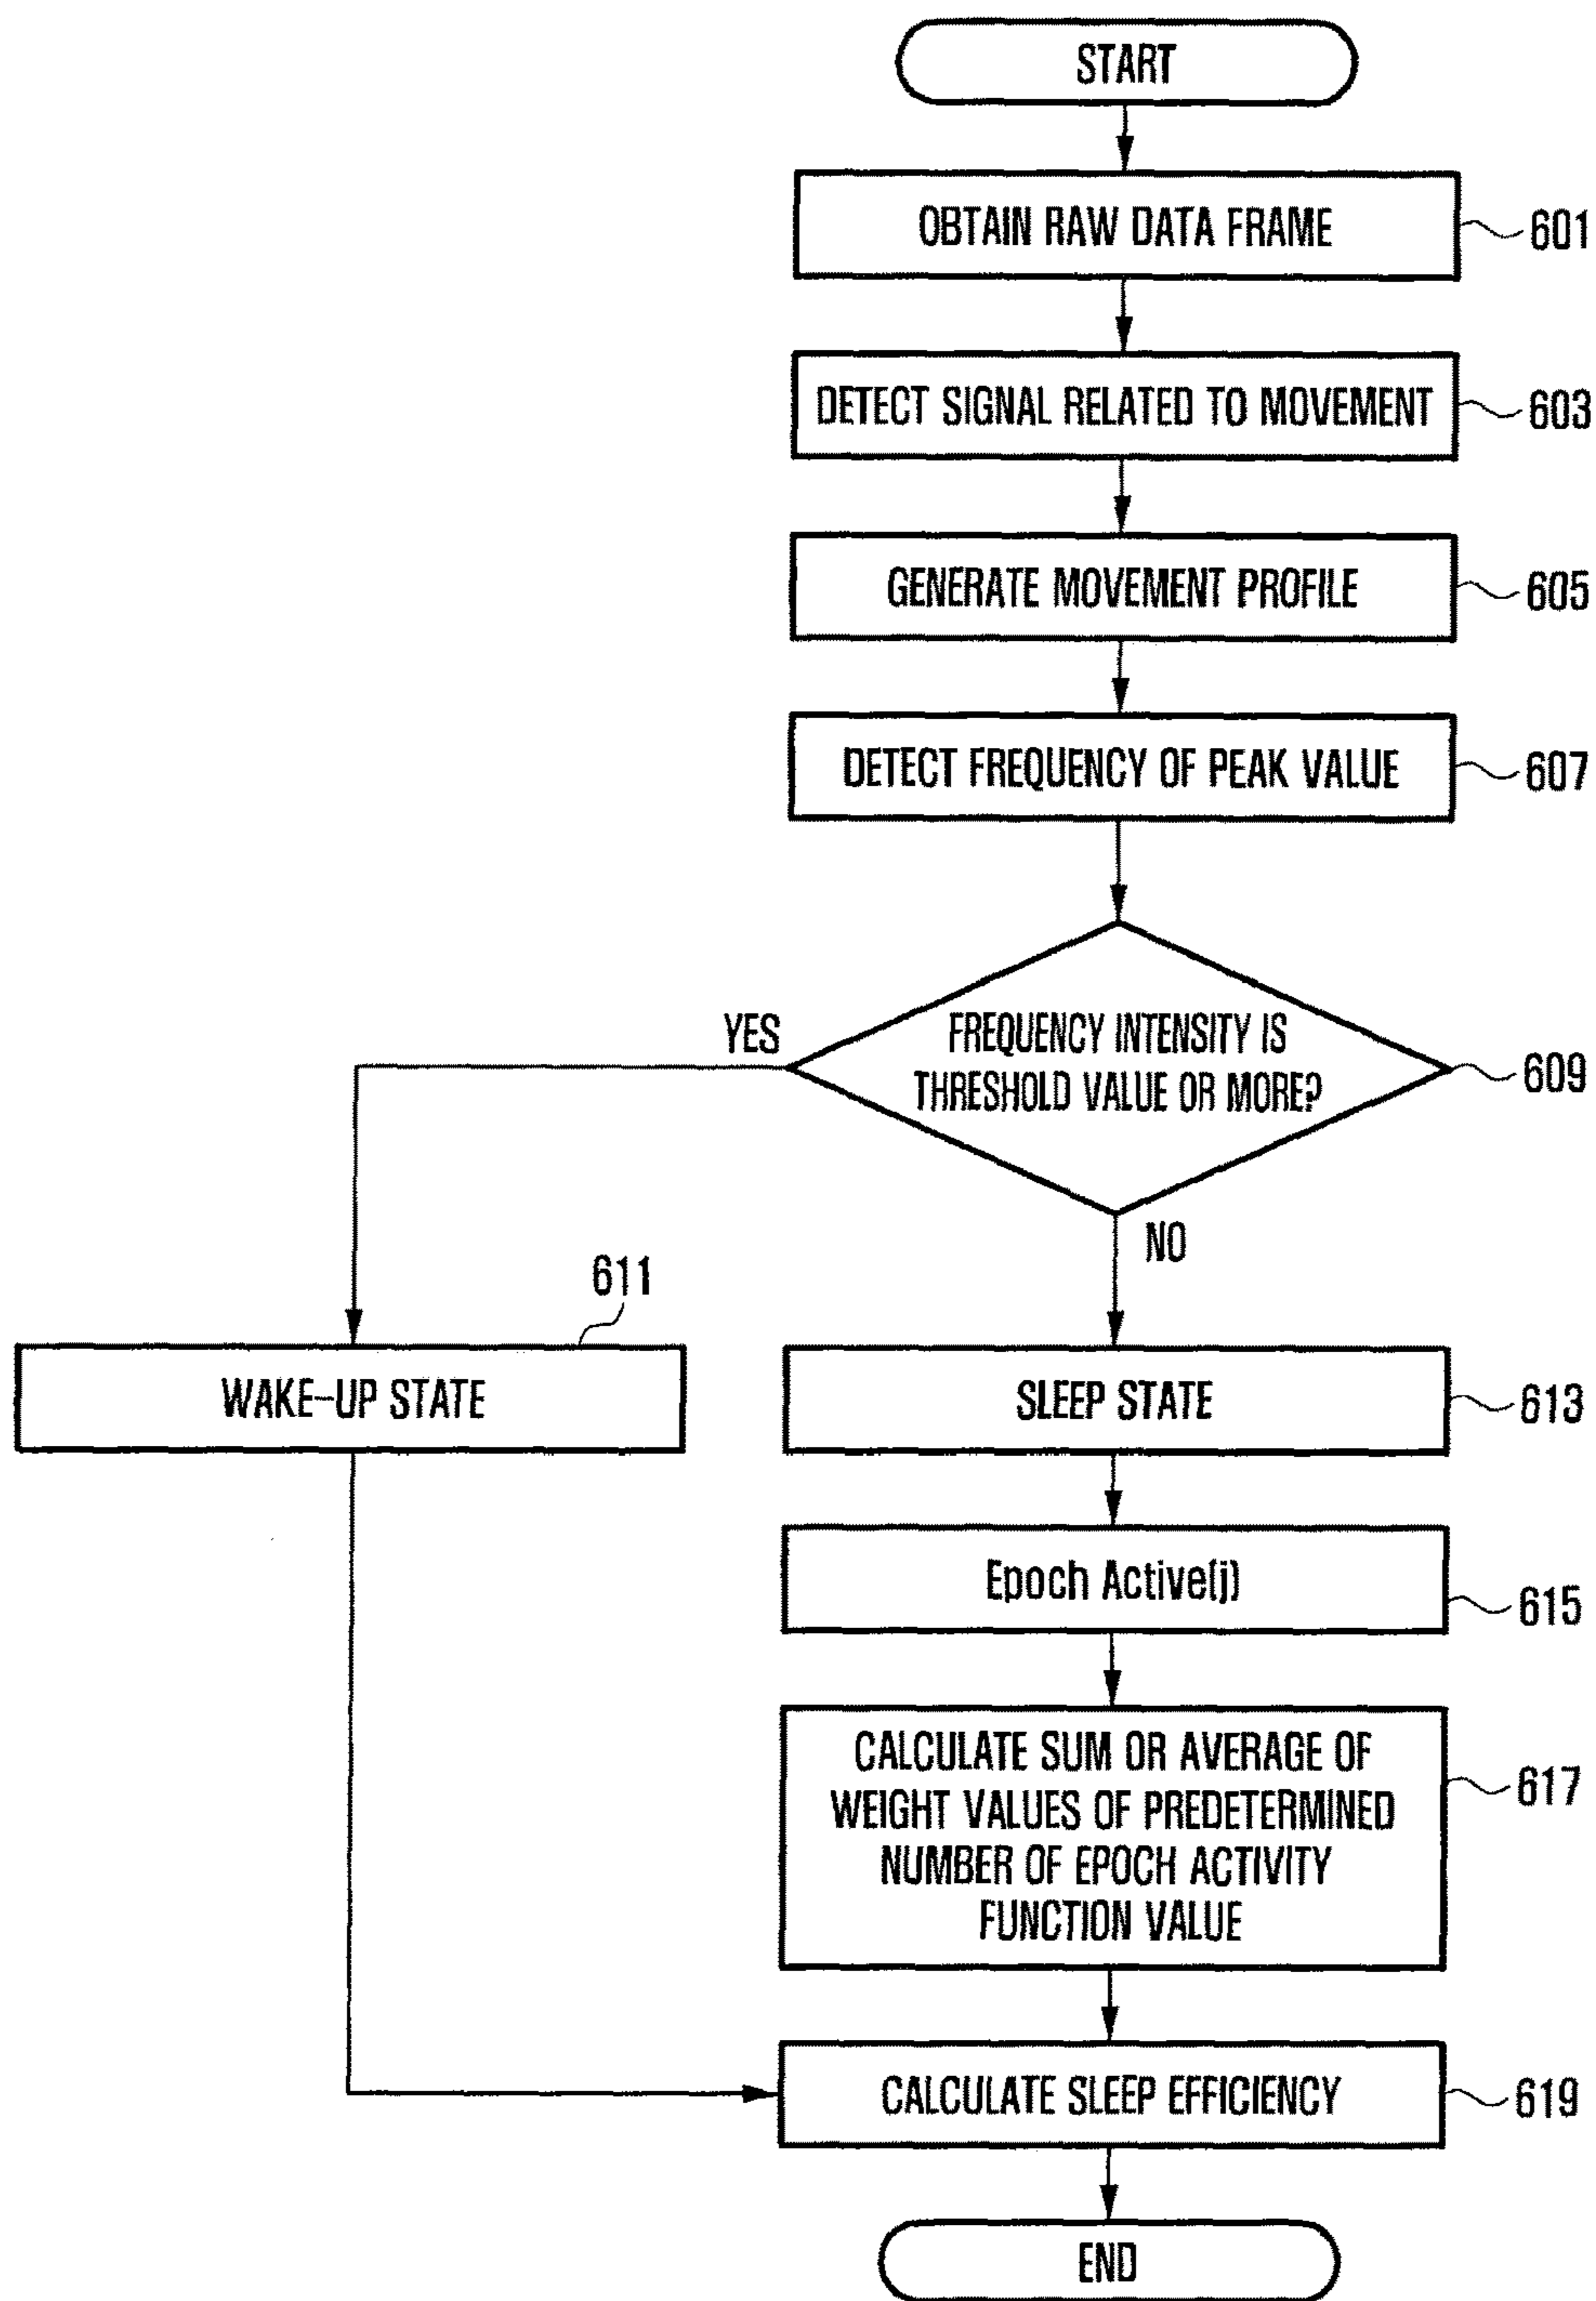 START
OBTAIN RAW DATA FRAME
601
DETECT SIGNAL RELATED TO MOVEMENT
603
GENERATE MOVEMENT PROFILE
605
DETECT FREQUENCY OF PEAK VALUE
607
FREQUENCY INTENSITY IS
THRESHOLD VALUE OR MORE?
609
YES
NO
611
WAKE-UP STATE
SLEEP STATE
613
Epoch Active(j)
615
CALCULATE SUM OR AVERAGE OF
WEIGHT VALUES OF PREDETERMINED
NUMBER OF EPOCH ACTIVITY
FUNCTION VALUE
617
CALCULATE SLEEP EFFICIENCY
619
END